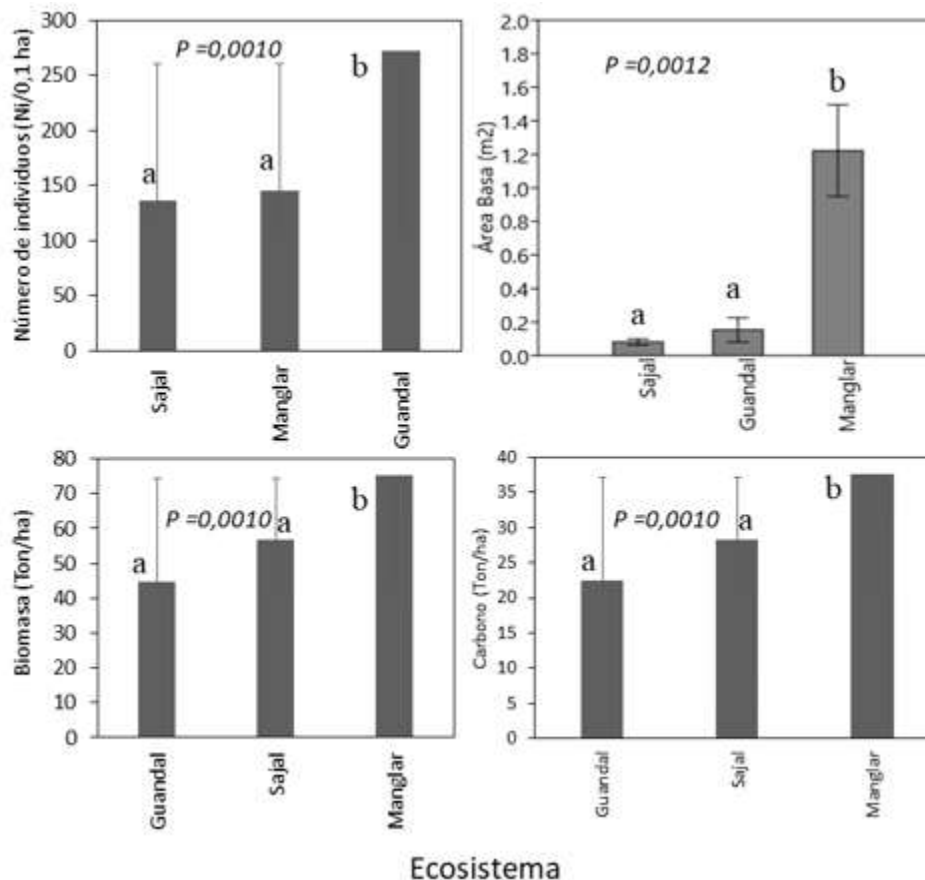 Número de individuos (Ni/0,1 ha)
300
250
200
150
100
50
0
P =0,0010
a
a
b
Sajal
Manglar
Guandal
Área Basa (m2)
2.0
1.8
1.6
1.4
1.2
1.0
0.8
0.6
0.4
0.2
0.0
P =0,0012
a
a
b
Sajal
Guandal
Manglar
Biomasa (Ton/ha)
80
70
60
50
40
30
20
10
0
P =0,0010
a
a
b
Guandal
Sajal
Manglar
Carbono (Ton/ha)
40
35
30
25
20
15
10
5
0
P =0,0010
a
a
b
Guandal
Sajal
Manglar
Ecosistema